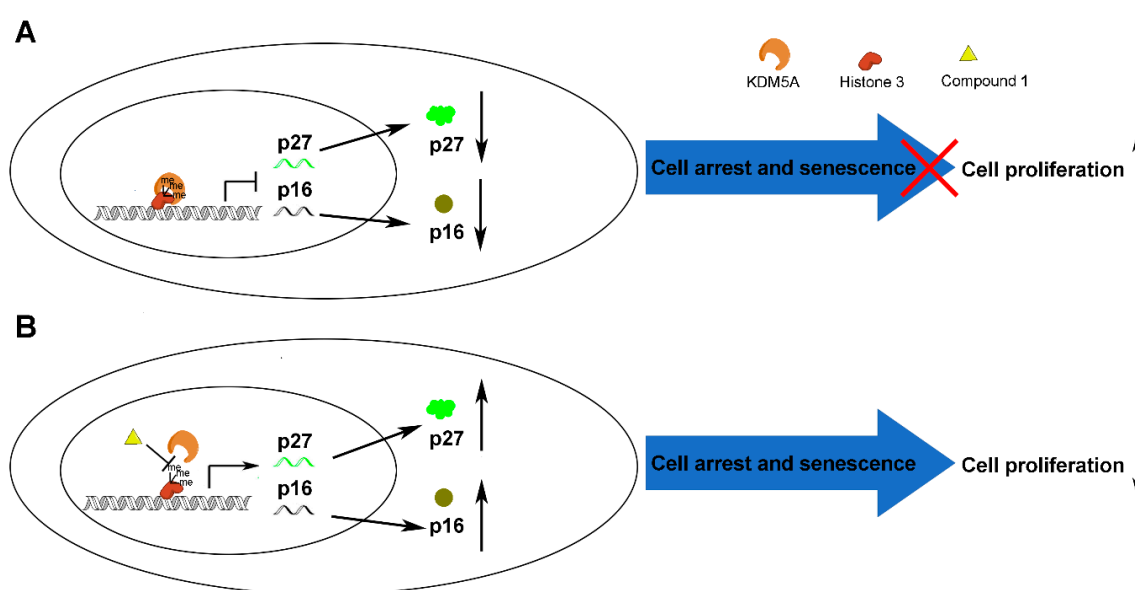 A
KDM5A
Histone 3
Compound 1
p27
p16
p27
p16
me
me
me
Cell arrest and senescence
Cell proliferation
B
p27
p16
p27
p16
me
me
me
Cell arrest and senescence
Cell proliferation